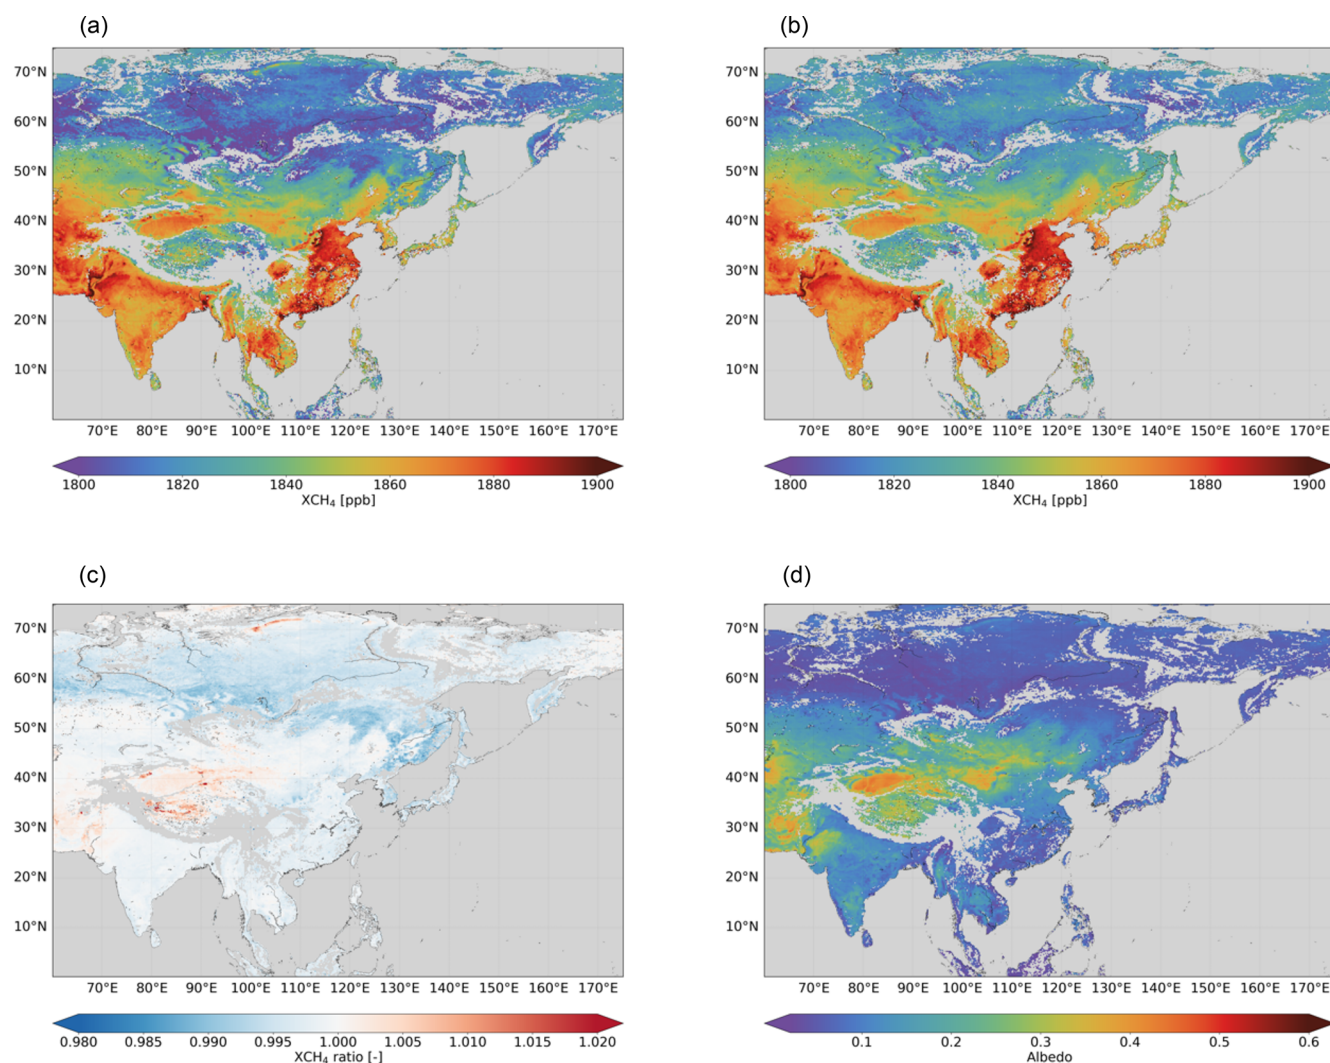 (a)
(b)
70°N
60°N
50°N
40°N
30°N
20°N
10°N
70°E 80°E 90°E 100°E 110°E 120°E 130°E 140°E 150°E 160°E 170°E
1800 1820 1840 1860 1880 1900
XCH₄ [ppb]
70°N
60°N
50°N
40°N
30°N
20°N
10°N
70°E 80°E 90°E 100°E 110°E 120°E 130°E 140°E 150°E 160°E 170°E
1800 1820 1840 1860 1880 1900
XCH₄ [ppb]
(c)
(d)
70°N
60°N
50°N
40°N
30°N
20°N
10°N
70°E 80°E 90°E 100°E 110°E 120°E 130°E 140°E 150°E 160°E 170°E
0.980 0.985 0.990 0.995 1.000 1.005 1.010 1.015 1.020
XCH₄ ratio [-]
70°N
60°N
50°N
40°N
30°N
20°N
10°N
70°E 80°E 90°E 100°E 110°E 120°E 130°E 140°E 150°E 160°E 170°E
0.1 0.2 0.3 0.4 0.5 0.6
Albedo